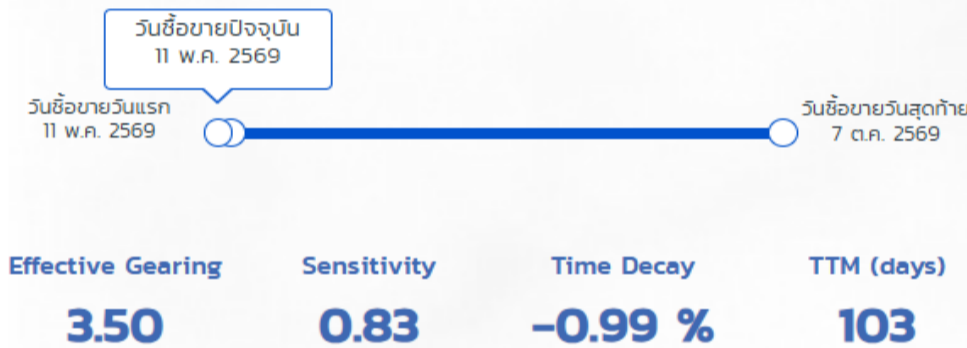 วันซื้อขายปัจจุบัน
11 พ.ค. 2569
วันซื้อขายวันแรก
11 พ.ค. 2569
วันซื้อขายวันสุดท้าย
7 ต.ค. 2569
Effective Gearing
Sensitivity
Time Decay
TTM (days)
3.50
0.83
-0.99 %
103